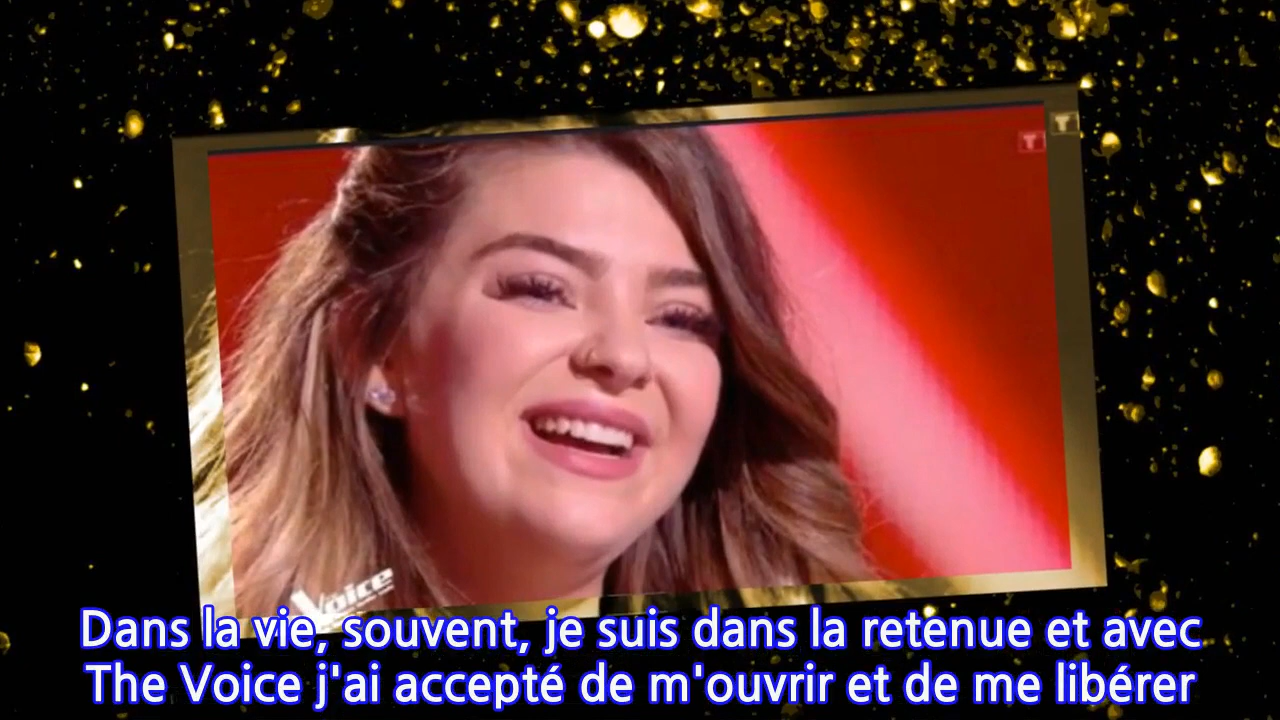 Voice
Dans la vie, souvent, je suis dans la retenue et avec
The Voice j'ai accepté de m'ouvrir et de me libérer